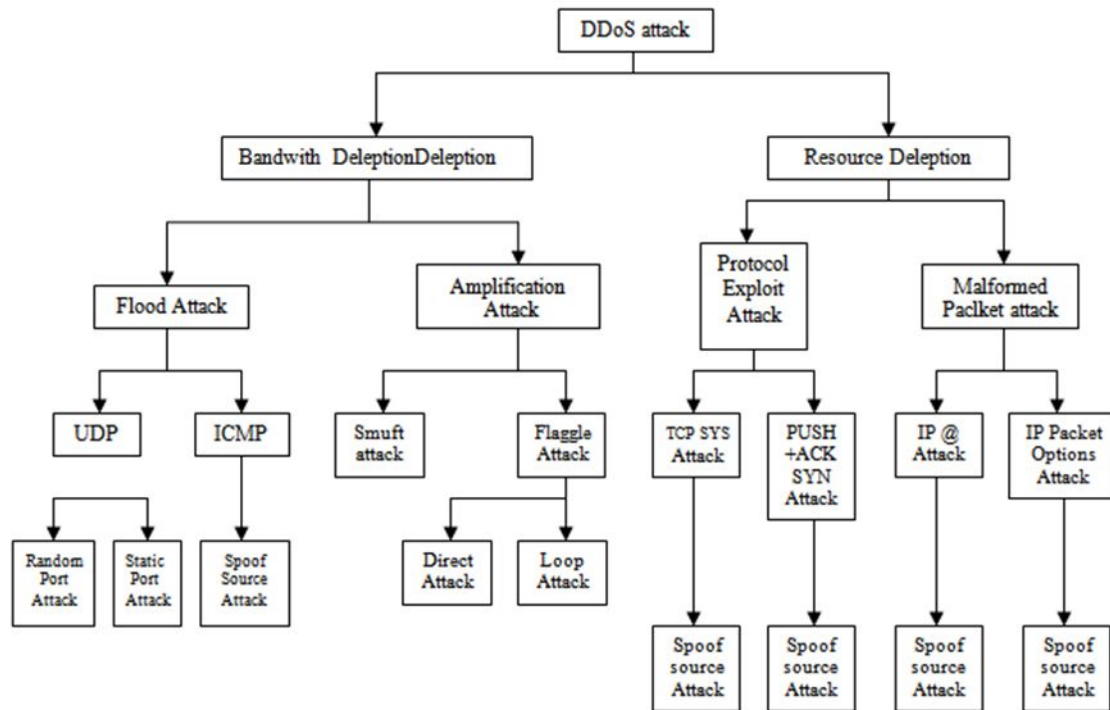 DDoS attack
Bandwith DeleptionDeleption
Resource Deleption
Flood Attack
Amplification
Attack
Protocol
Exploit
Attack
Malformed
Paclket attack
UDP
ICMP
Smuft
attack
Flaggle
Attack
TCP SYS
Attack
PUSH
+ACK
SYN
Attack
IP @
Attack
IP Packet
Options
Attack
Random
Port
Attack
Static
Port
Attack
Spoof
Source
Attack
Direct
Attack
Loop
Attack
Spoof
source
Attack
Spoof
source
Attack
Spoof
source
Attack
Spoof
source
Attack